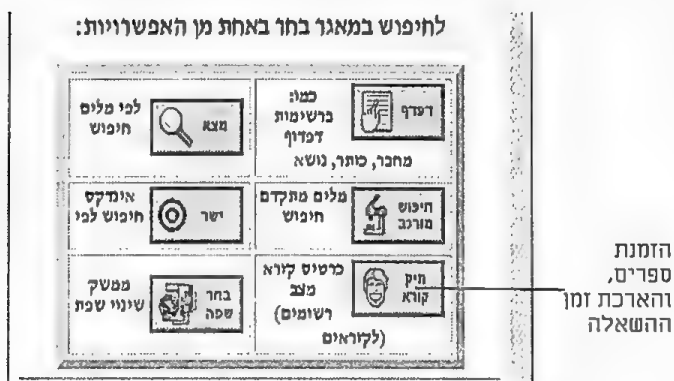 לחיפוש במאגר בחר באחת מן האפשרויות:
דפדף
כמו:
ברשימות
דפדוף
מחבר, כותר, נושא
מצא
לפי מלים
חיפוש
חיפוש
מורכב
מלים מתקדם
חיפוש
ישר
אינדקס
חיפוש לפי
תיק
קורא
כרטיס קורא
מצב
רשומים)
(לקוראים
בחר
שפה
ממשק
שינוי שפת
הזמנת
ספרים,
והארכת זמן
ההשאלה